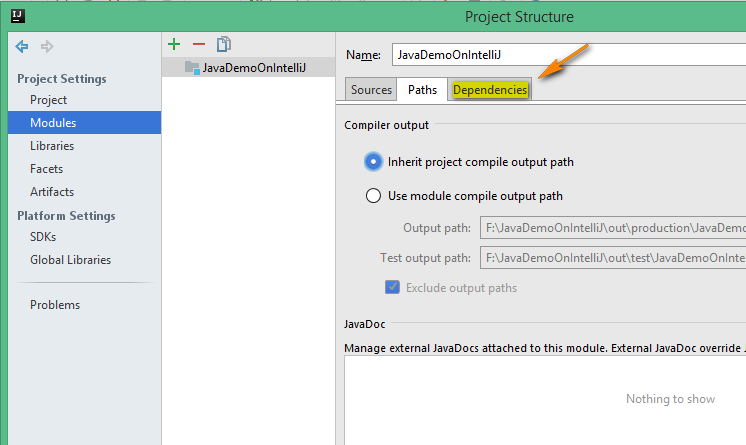 IJ
Project Structure
Project Settings
Project
Modules
Libraries
Facets
Artifacts
Platform Settings
SDKs
Global Libraries
Problems
JavaDemoOnIntelliJ
Name: JavaDemoOnIntelliJ
Sources Paths Dependencies
Compiler output
Inherit project compile output path
Use module compile output path
Output path: F:\JavaDemoOnIntelliJ\out\production\JavaDemo
Test output path: F:\JavaDemoOnIntelliJ\out\test\JavaDemoOnInte
Exclude output paths
JavaDoc
Manage external JavaDocs attached to this module. External JavaDoc override
Nothing to show